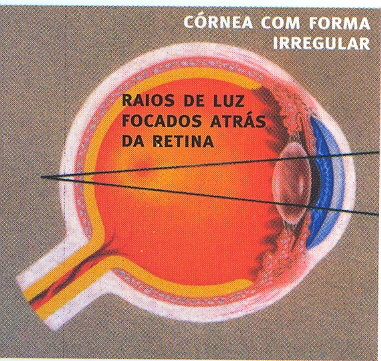 CÓRNEA COM FORMA
IRREGULAR
RAIOS DE LUZ
FOCADOS ATRÁS
DA RETINA